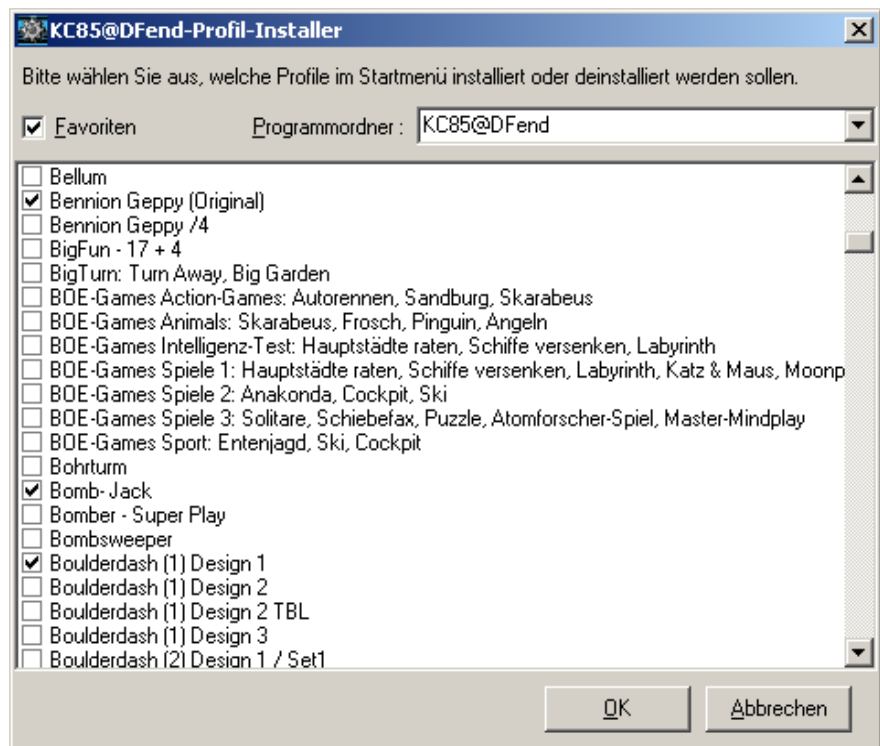 KC85@DFend-Profil-Installer
Bitte wählen Sie aus, welche Profile im Startmenü installiert oder deinstalliert werden sollen.
Favoriten Programmordner : KC85@DFend
Bellum
Bennion Geppy (Original)
Bennion Geppy /4
BigFun - 17 + 4
BigTurn: Turn Away, Big Garden
BOE-Games Action-Games: Autorennen, Sandburg, Skarabeus
BOE-Games Animals: Skarabeus, Frosch, Pinguin, Angeln
BOE-Games Intelligenz-Test: Hauptstädte raten, Schiffe versenken, Labyrinth
BOE-Games Spiele 1: Hauptstädte raten, Schiffe versenken, Labyrinth, Katz & Maus, Moonp
BOE-Games Spiele 2: Anakonda, Cockpit, Ski
BOE-Games Spiele 3: Solitare, Schiebefax, Puzzle, Atomforscher-Spiel, Master-Mindplay
BOE-Games Sport: Entenjagd, Ski, Cockpit
Bohrturm
Bomb- Jack
Bomber - Super Play
Bombsweeper
Boulderdash (1) Design 1
Boulderdash (1) Design 2
Boulderdash (1) Design 2 TBL
Boulderdash (1) Design 3
Boulderdash (2) Design 1 / Set1
OK Abbrechen